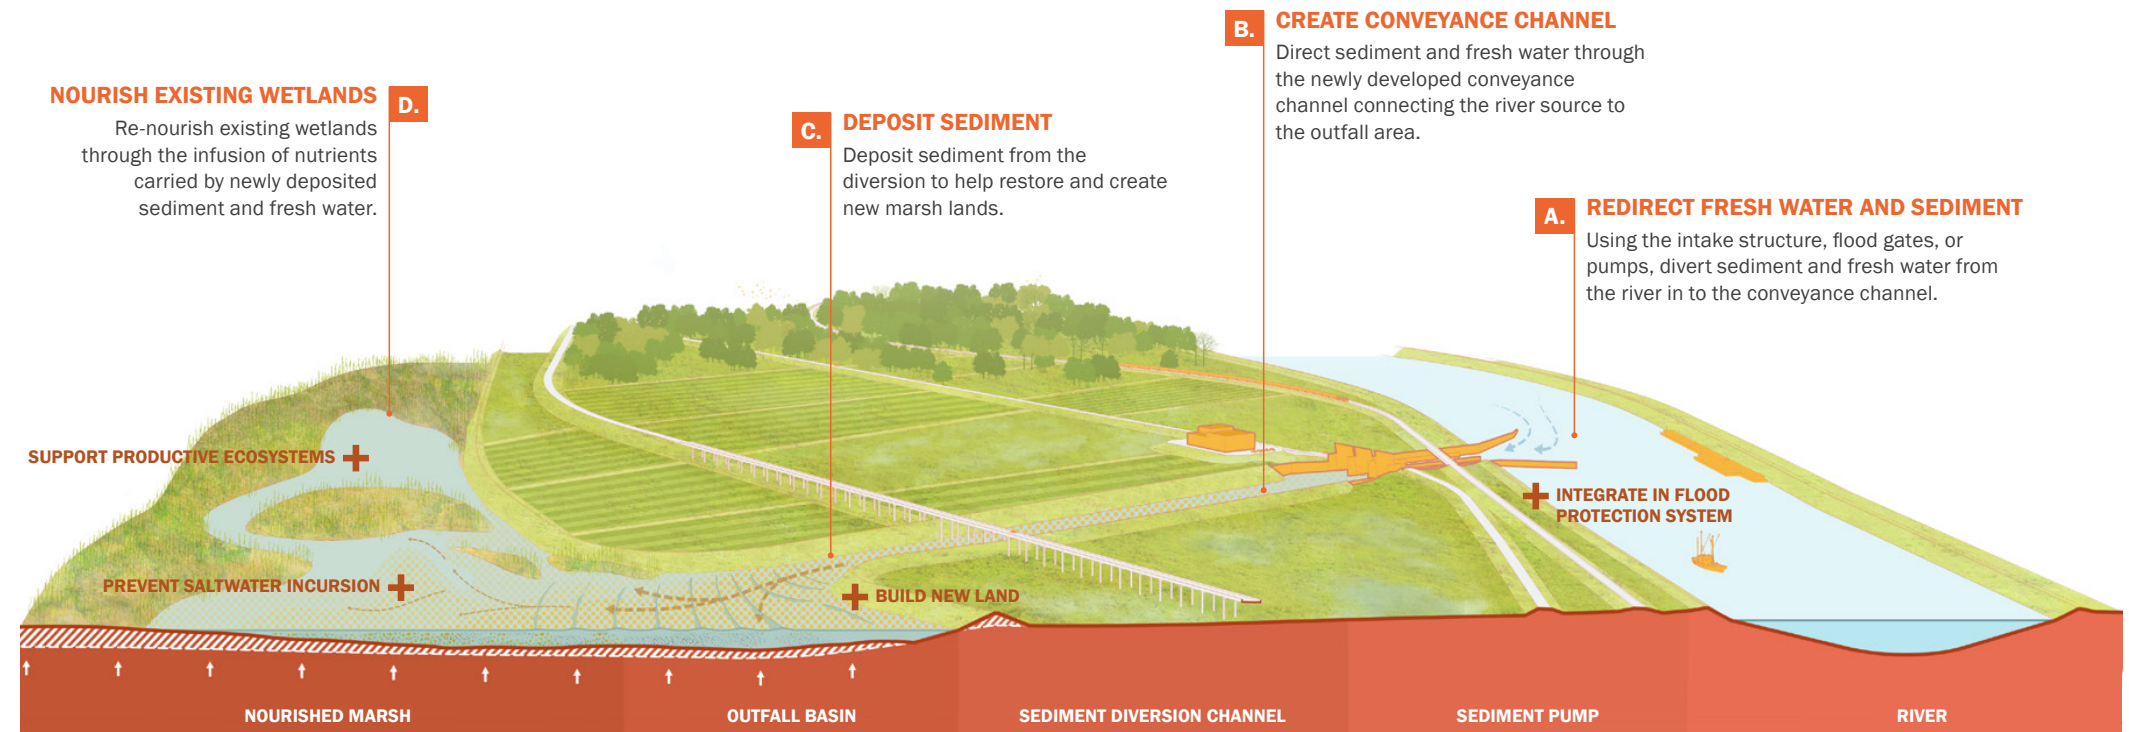 B.
CREATE CONVEYANCE CHANNEL
Direct sediment and fresh water through
the newly developed conveyance
channel connecting the river source to
the outfall area.
NOURISH EXISTING WETLANDS
D.
Re-nourish existing wetlands
through the infusion of nutrients
carried by newly deposited
sediment and fresh water.
C.
DEPOSIT SEDIMENT
Deposit sediment from the
diversion to help restore and create
new marsh lands.
A.
REDIRECT FRESH WATER AND SEDIMENT
Using the intake structure, flood gates, or
pumps, divert sediment and fresh water from
the river in to the conveyance channel.
SUPPORT PRODUCTIVE ECOSYSTEMS
INTEGRATE IN FLOOD
PROTECTION SYSTEM
PREVENT SALTWATER INCURSION
BUILD NEW LAND
NOURISHED MARSH
OUTFALL BASIN
SEDIMENT DIVERSION CHANNEL
SEDIMENT PUMP
RIVER